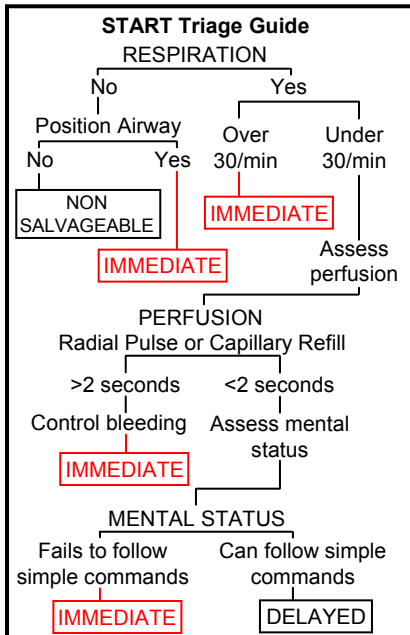 START Triage Guide
RESPIRATION
No
Yes
Position Airway
No
Yes
NON
SALVAGEABLE
IMMEDIATE
Over
30/min
IMMEDIATE
Under
30/min
Assess
perfusion
PERFUSION
Radial Pulse or Capillary Refill
>2 seconds
Control bleeding
IMMEDIATE
<2 seconds
Assess mental
status
MENTAL STATUS
Fails to follow
simple commands
IMMEDIATE
Can follow simple
commands
DELAYED